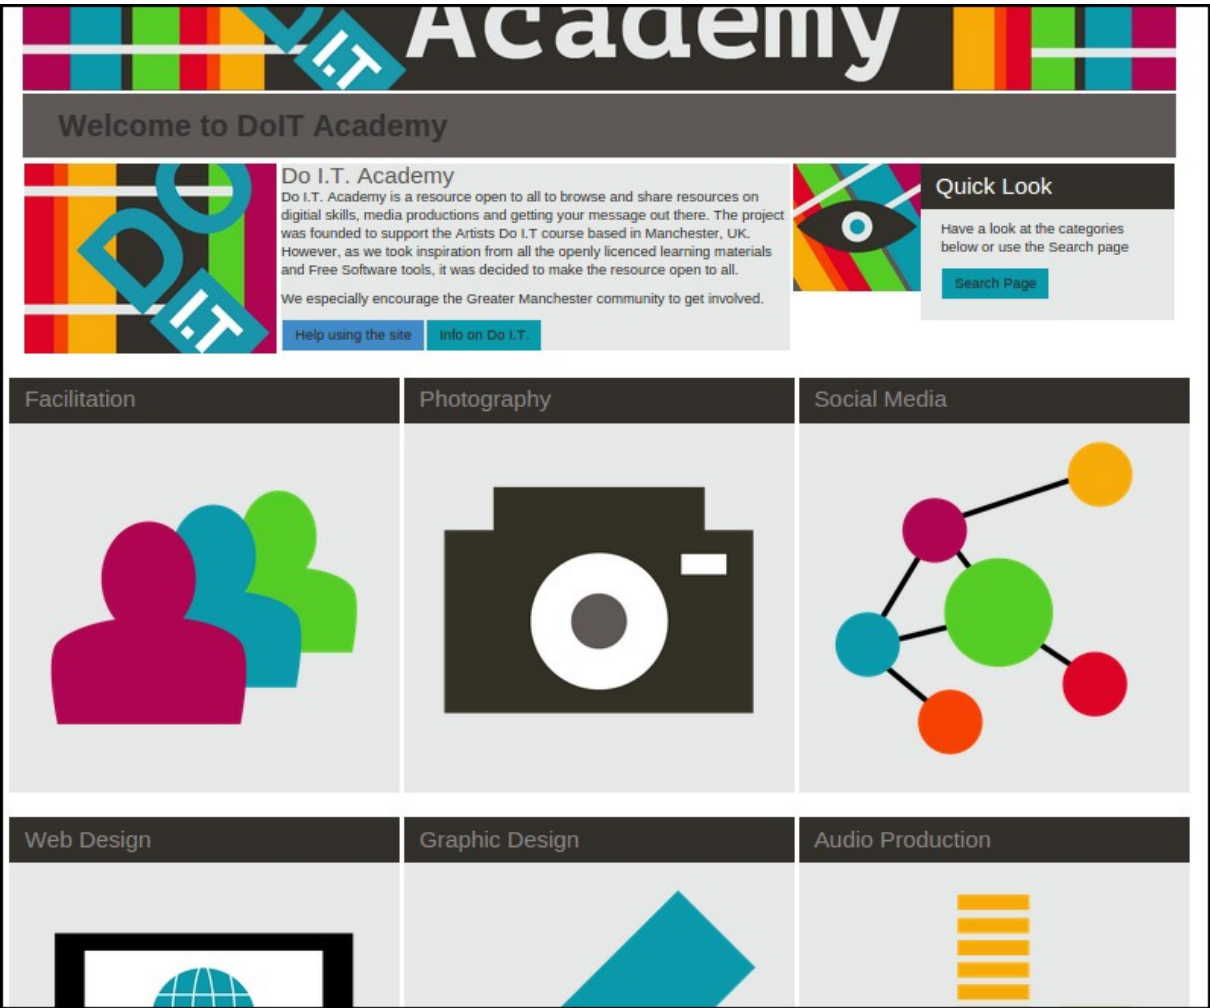 Academy
I.T
Welcome to DoIT Academy
DO
I.T
Do I.T. Academy
Do I.T. Academy is a resource open to all to browse and share resources on
digitial skills, media productions and getting your message out there. The project
was founded to support the Artists Do I.T course based in Manchester, UK.
However, as we took inspiration from all the openly licenced learning materials
and Free Software tools, it was decided to make the resource open to all.
We especially encourage the Greater Manchester community to get involved.
Help using the site
Info on Do I.T.
Quick Look
Have a look at the categories
below or use the Search page
Search Page
Facilitation
Photography
Social Media
Web Design
Graphic Design
Audio Production